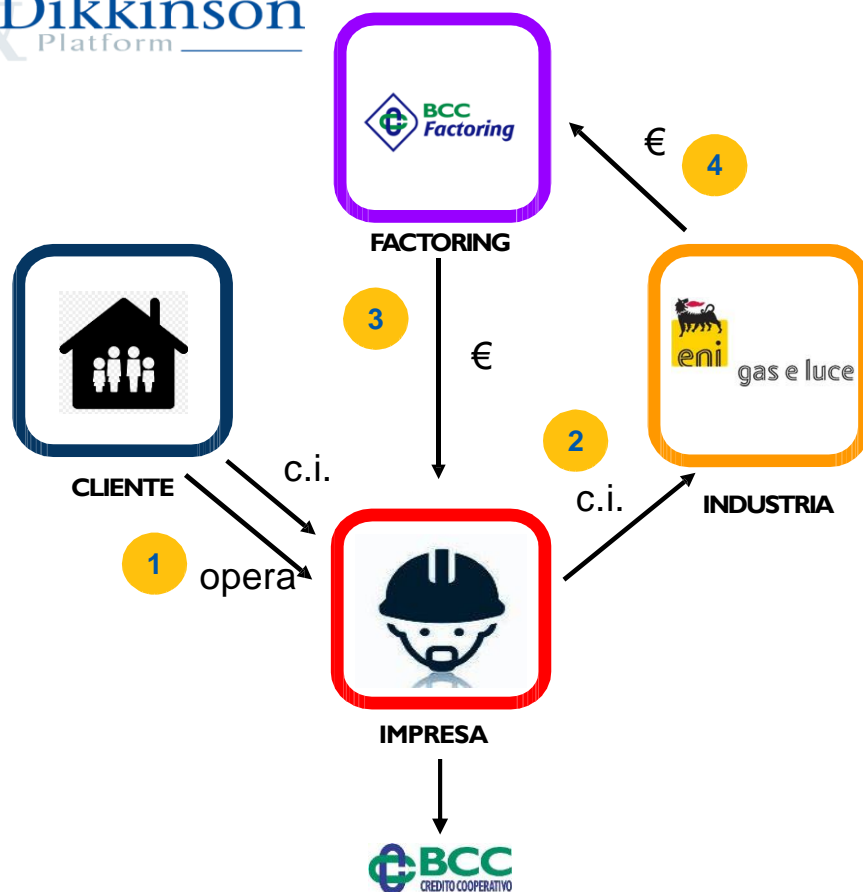 Dikkinson
Platform
BCC
Factoring
€
4
FACTORING
3
€
eni
gas e luce
2
CLIENTE
c.i.
c.i.
INDUSTRIA
1
opera
IMPRESA
BCC
CREDITO COOPERATIVO